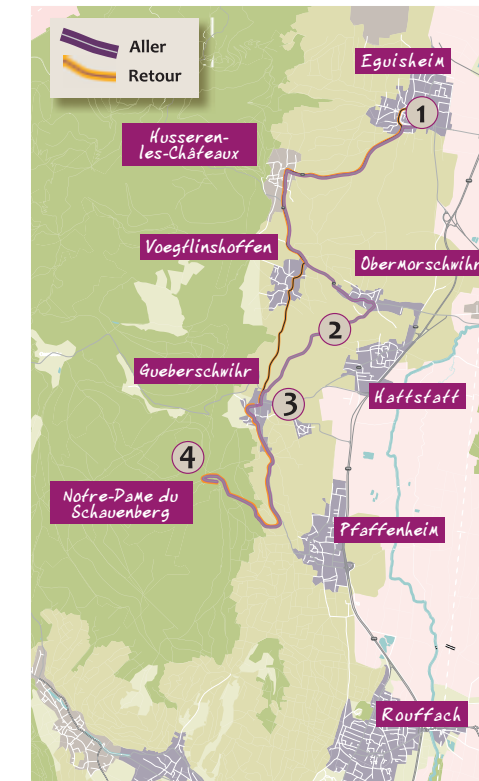 Aller
Retour
Eguisheim
1
Husseren-
les-Châteaux
Voegtlinshoffen
Obermorschwihr
2
Gueberschwihr
Hattstatt
3
4
Notre-Dame du
Schauenberg
Pfaffenheim
Rouffach